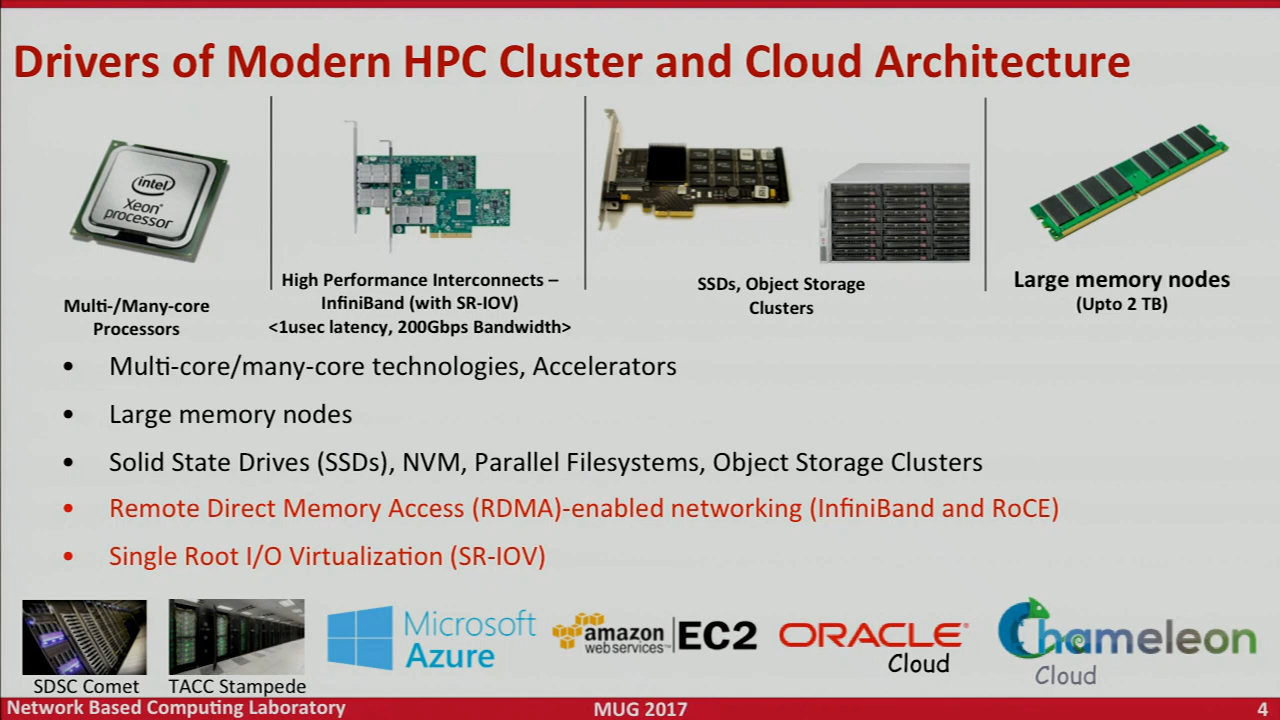 Drivers of Modern HPC Cluster and Cloud Architecture
intel
Xeon®
processor
Multi-/Many-core
Processors
High Performance Interconnects –
InfiniBand (with SR-IOV)
<1usec latency, 200Gbps Bandwidth>
SSDs, Object Storage
Clusters
Large memory nodes
(Upto 2 TB)
• Multi-core/many-core technologies, Accelerators
• Large memory nodes
• Solid State Drives (SSDs), NVM, Parallel Filesystems, Object Storage Clusters
• Remote Direct Memory Access (RDMA)-enabled networking (InfiniBand and RoCE)
• Single Root I/O Virtualization (SR-IOV)
SDSC Comet
TACC Stampede
Microsoft
Azure
amazon
webservices™
EC2
ORACLE®
Cloud
Chameleon
Cloud
Network Based Computing Laboratory
MUG 2017
4